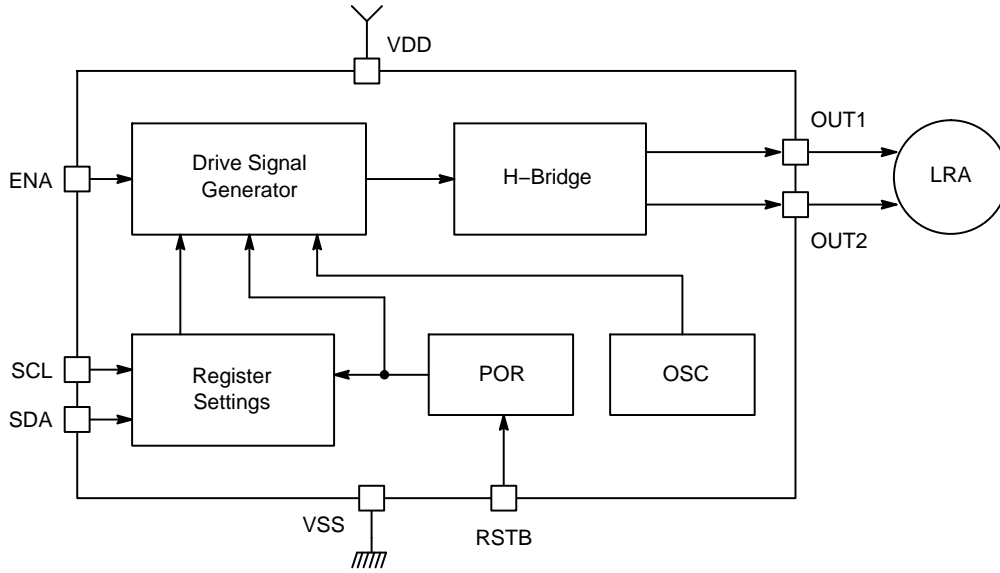 VDD
OUT1
Drive Signal
Generator
H−Bridge
LRA
ENA
OUT2
SCL
Register
Settings
POR
OSC
SDA
VSS
RSTB